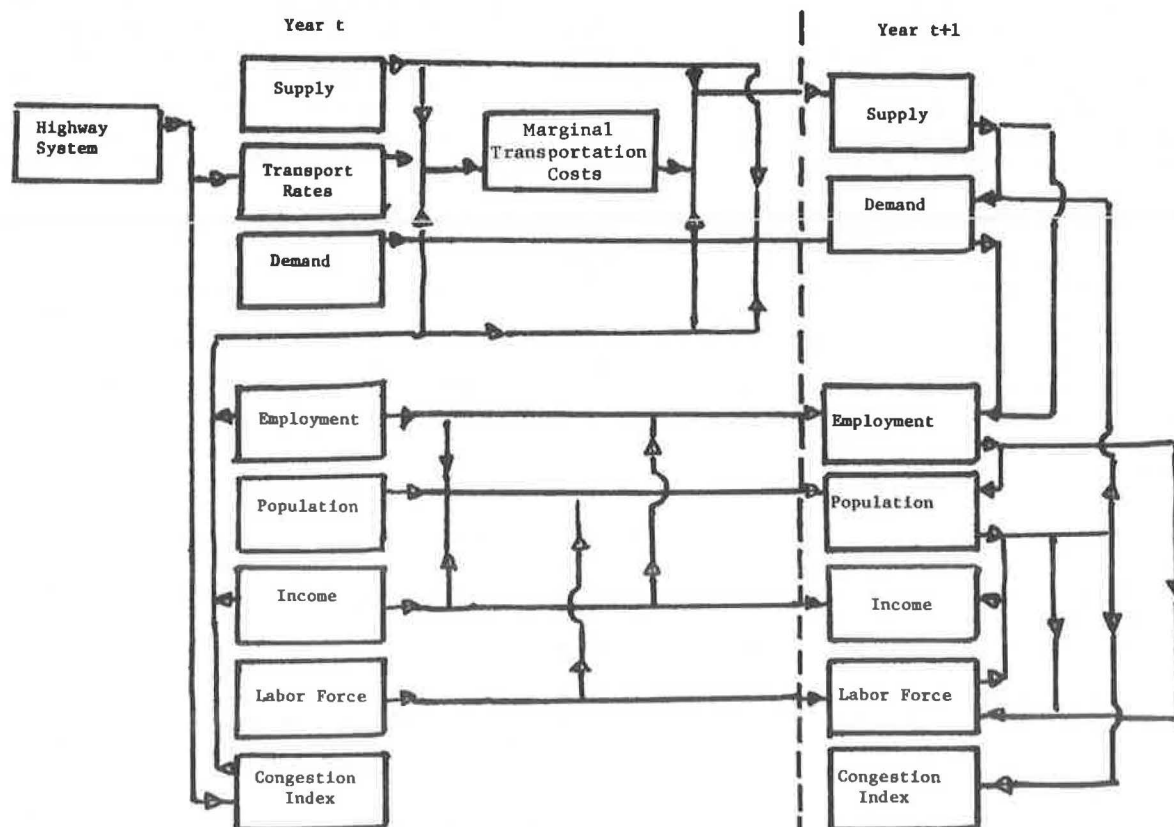 Year t
Year t+1
Highway
System
Supply
Transport
Rates
Demand
Marginal
Transportation
Costs
Supply
Demand
Employment
Population
Income
Labor Force
Congestion
Index
Employment
Population
Income
Labor Force
Congestion
Index